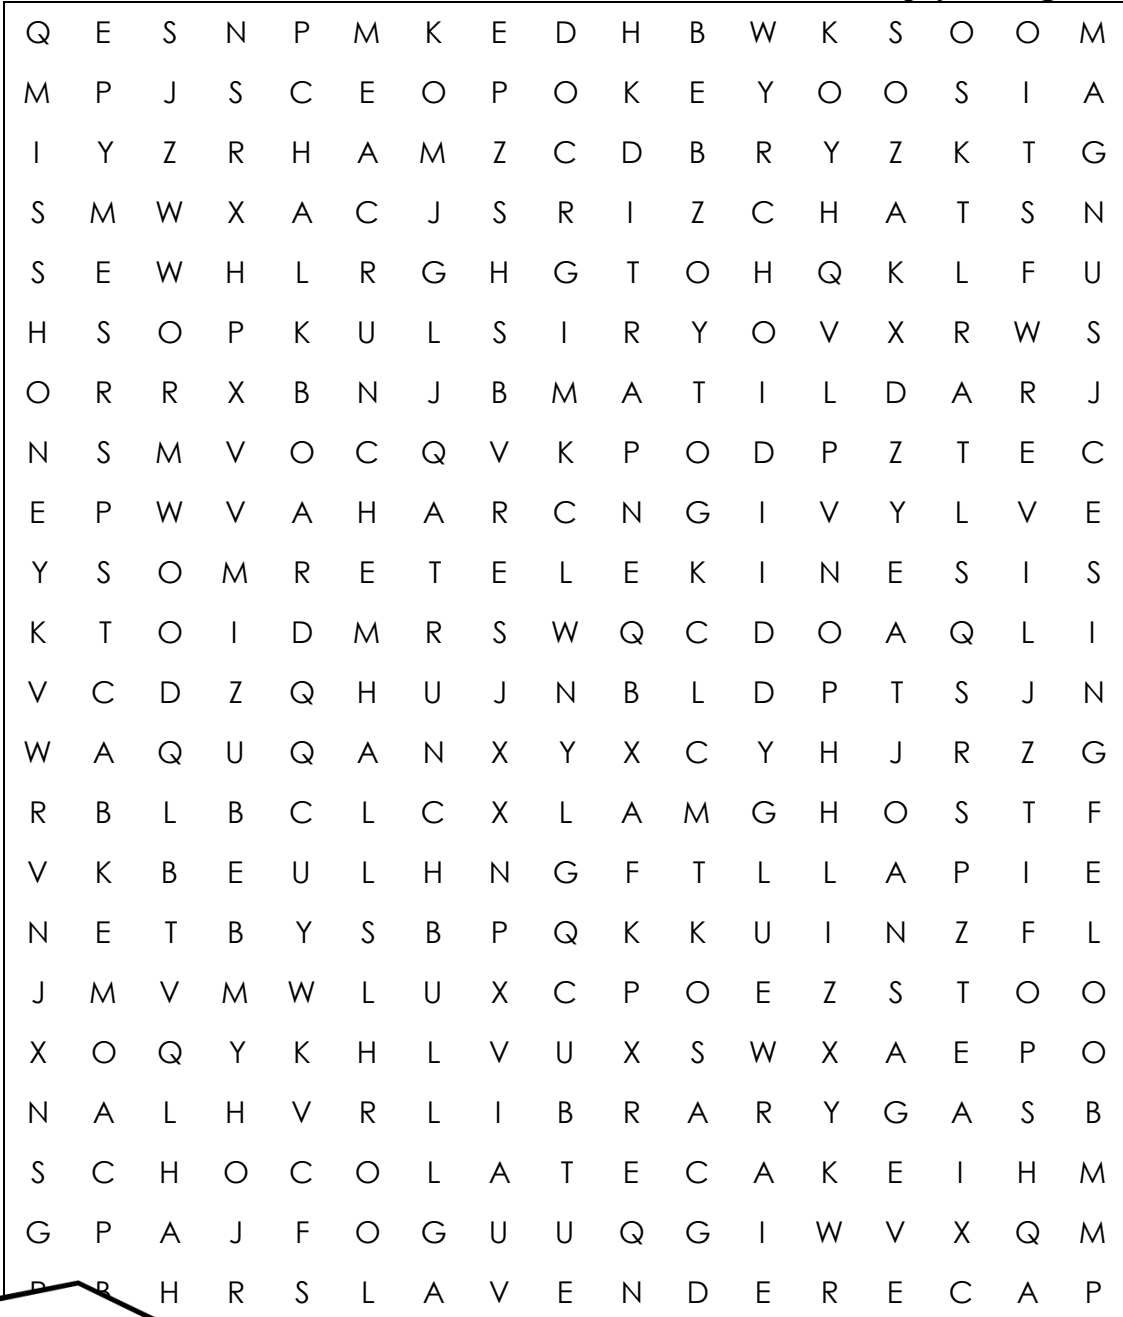 Q E S N P M K E D H B W K S O O M
M P J S C E O P O K E Y O O S I A
I Y Z R H A M Z C D B R Y Z K T G
S M W X A C J S R I Z C H A T S N
S E W H L R G H G T O H Q K L F U
H S O P K U L S I R Y O V X R W S
O R R X B N J B M A T I L D A R J
N S M V O C Q V K P O D P Z T E C
E P W V A H A R C N G I V Y L V E
Y S O M R E T E L E K I N E S I S
K T O I D M R S W Q C D O A Q L I
V C D Z Q H U J N B L D P T S J N
W A Q U Q A N X Y X C Y H J R Z G
R B L B C L C X L A M G H O S T F
V K B E U L H N G F T L L A P I E
N E T B Y S B P Q K K U I N Z F L
J M V M W L U X C P O E Z S T O O
X O Q Y K H L V U X S W X A E P O
N A L H V R L I B R A R Y G A S B
S C H O C O L A T E C A K E I H M
G P A J F O G U U Q G I W V X Q M
H R S L A V E N D E R E C A P